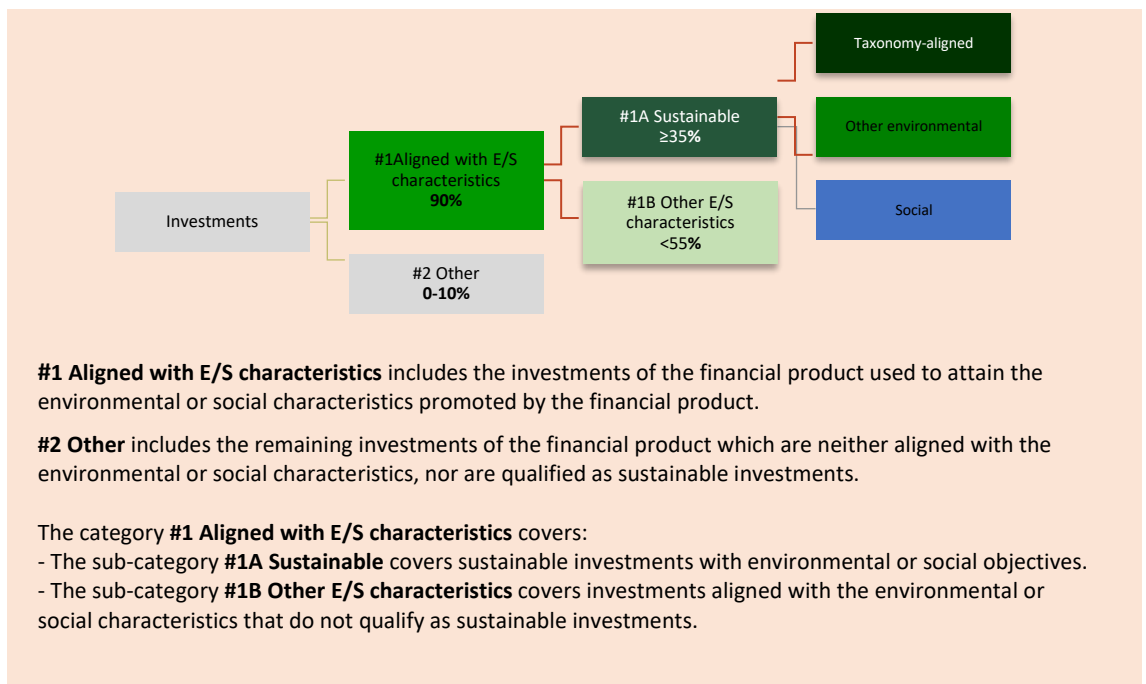 Taxonomy-aligned
#1A Sustainable
≥35%
Other environmental
#1Aligned with E/S
characteristics
90%
#1B Other E/S
characteristics
<55%
Social
Investments
#2 Other
0-10%
#1 Aligned with E/S characteristics includes the investments of the financial product used to attain the
environmental or social characteristics promoted by the financial product.
#2 Other includes the remaining investments of the financial product which are neither aligned with the
environmental or social characteristics, nor are qualified as sustainable investments.
The category #1 Aligned with E/S characteristics covers:
- The sub-category #1A Sustainable covers sustainable investments with environmental or social objectives.
- The sub-category #1B Other E/S characteristics covers investments aligned with the environmental or
social characteristics that do not qualify as sustainable investments.